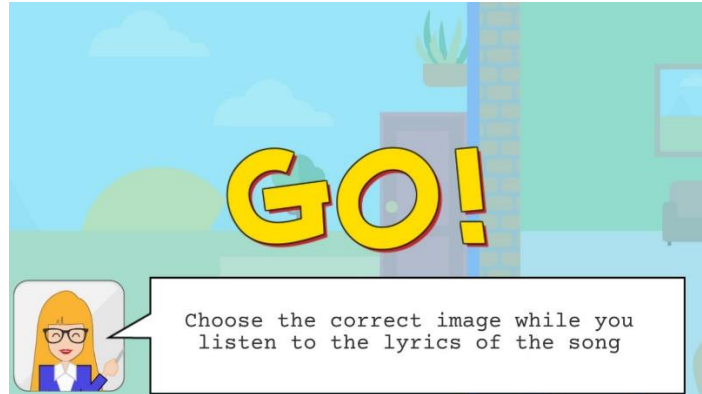 GO!
Choose the correct image while you
listen to the lyrics of the song